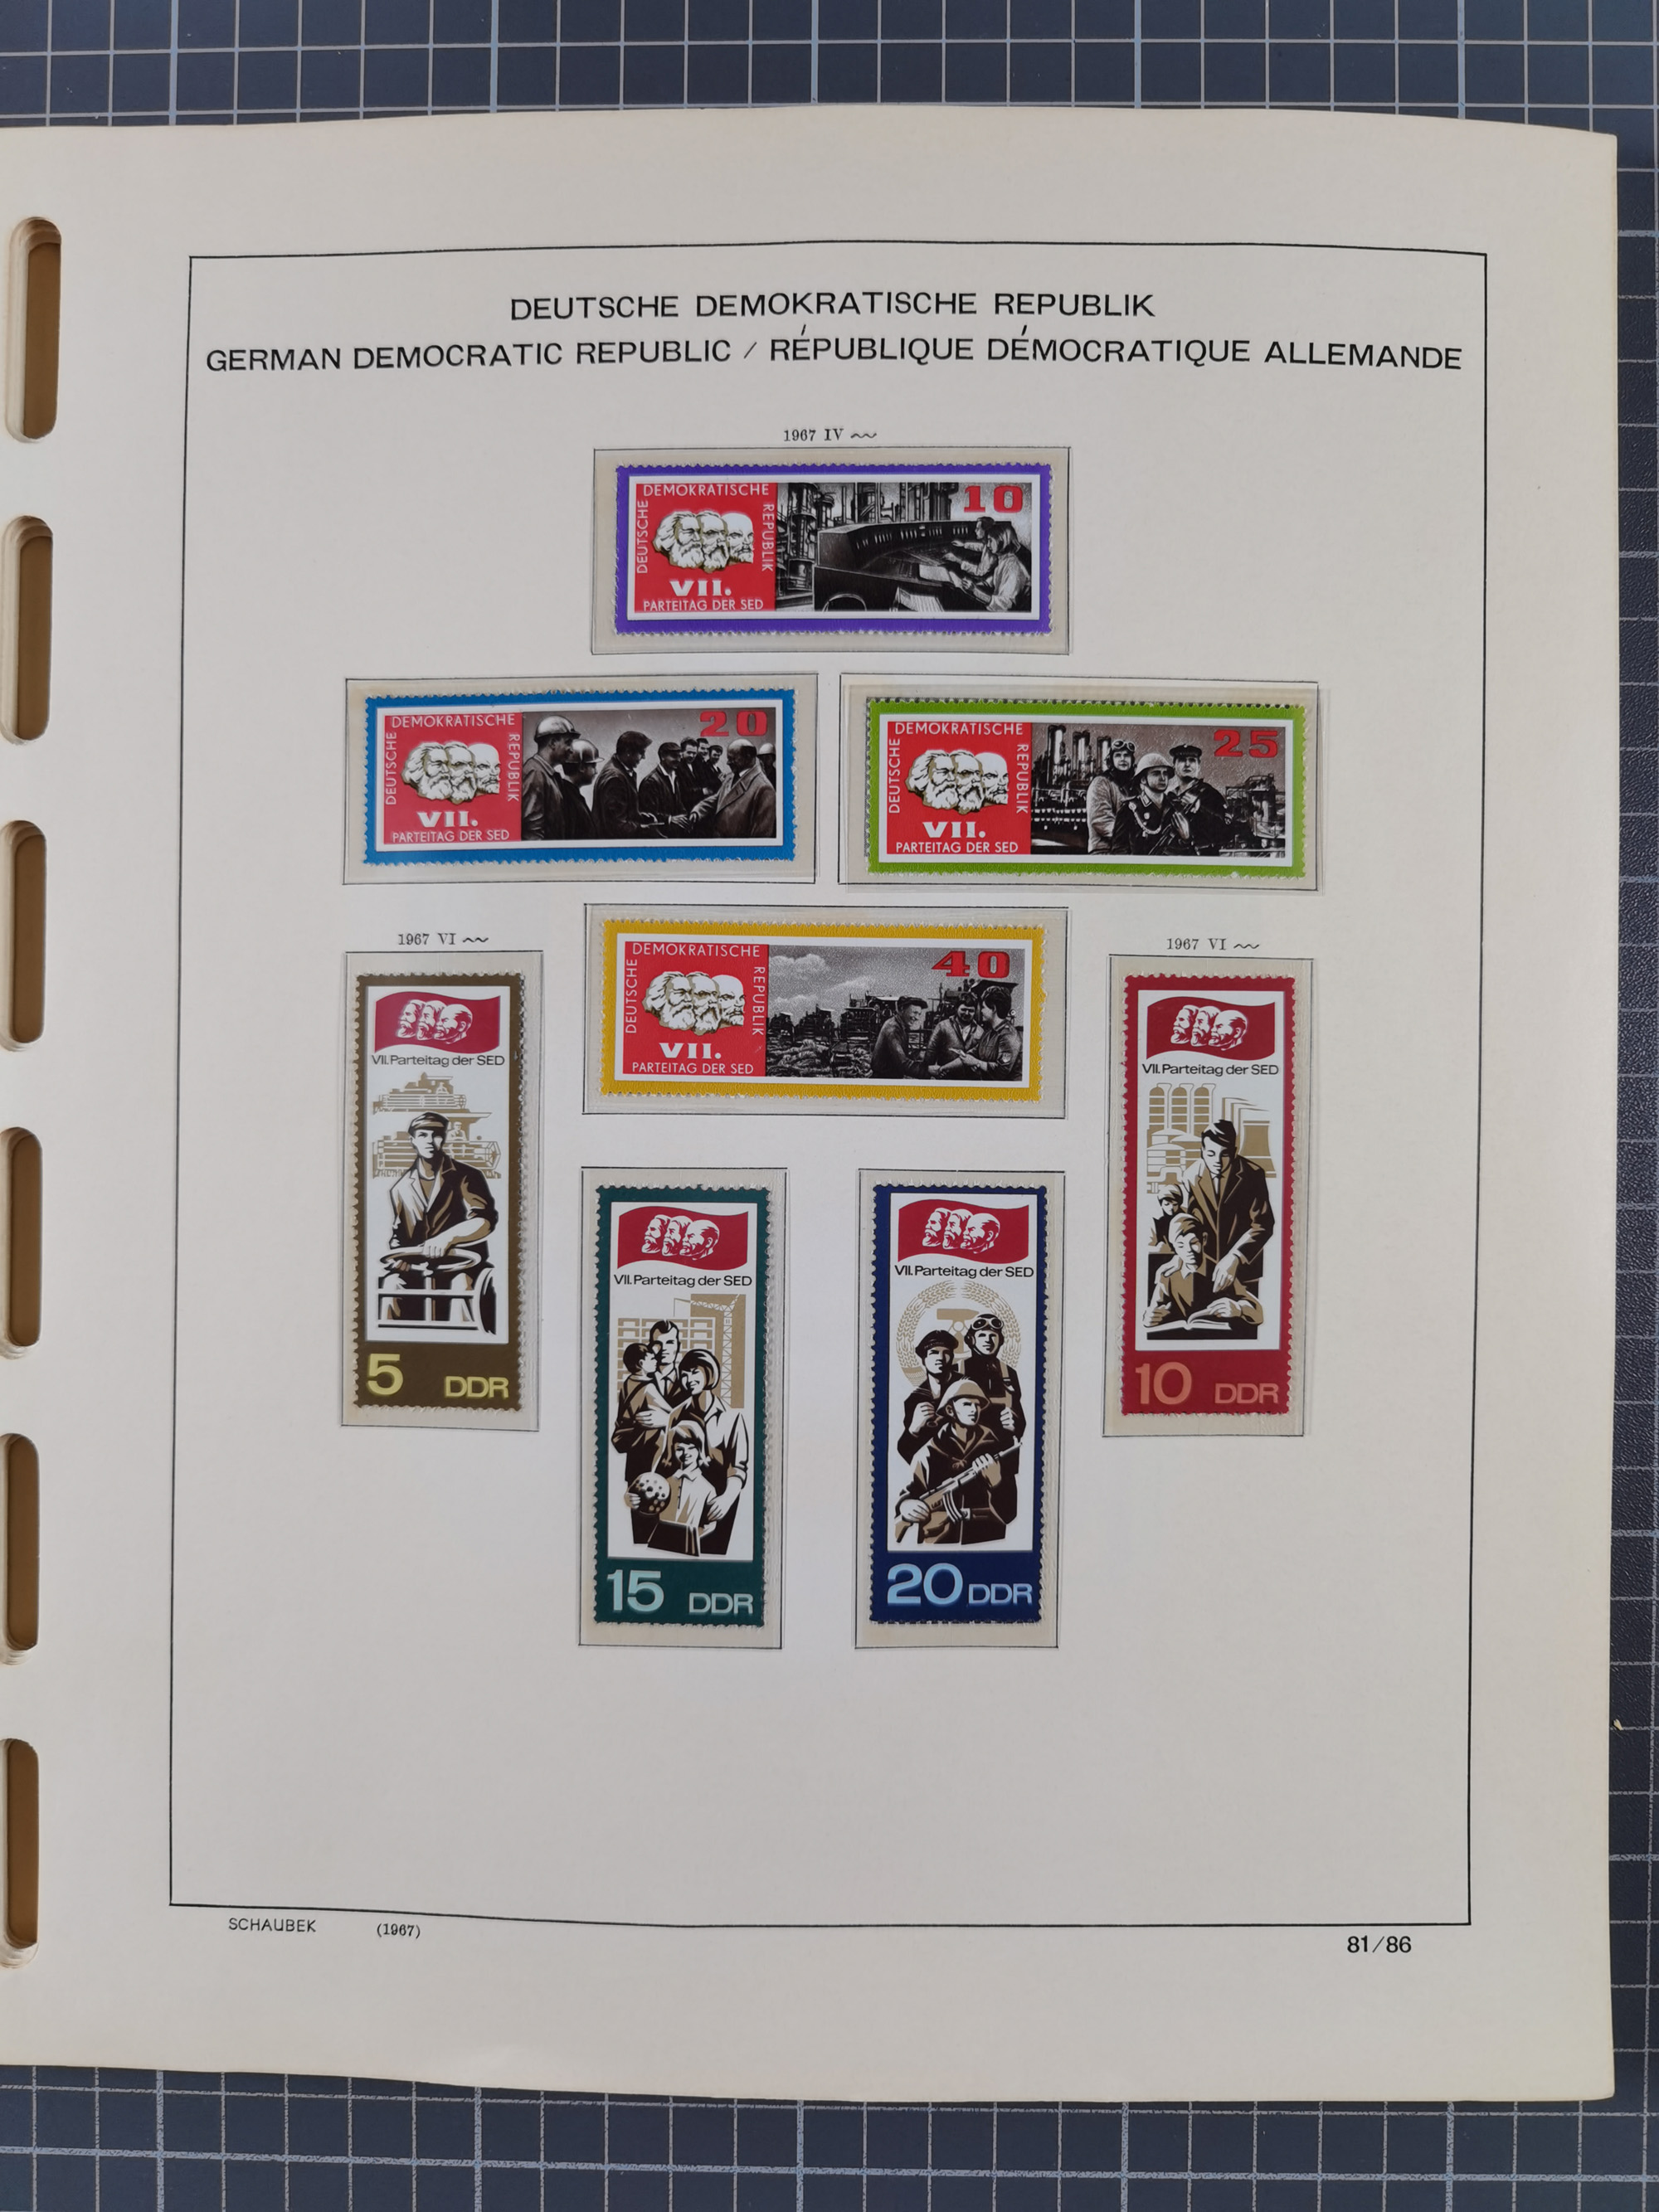 DEUTSCHE DEMOKRATISCHE REPUBLIK
GERMAN DEMOCRATIC REPUBLIC / RÉPUBLIQUE DÉMOCRATIQUE ALLEMANDE
1967 IV
DEUTSCHE
DEMOKRATISCHE
REPUBLIK
VII.
PARTEITAG DER SED
10
DEUTSCHE
DEMOKRATISCHE
REPUBLIK
VII.
PARTEITAG DER SED
20
DEUTSCHE
DEMOKRATISCHE
REPUBLIK
VII.
PARTEITAG DER SED
25
DEUTSCHE
DEMOKRATISCHE
REPUBLIK
VII.
PARTEITAG DER SED
40
1967 VI
VII. Parteitag der SED
5 DDR
1967 VI
VII. Parteitag der SED
10 DDR
VII. Parteitag der SED
15 DDR
VII. Parteitag der SED
20 DDR
SCHAUBEK (1967)
81/86